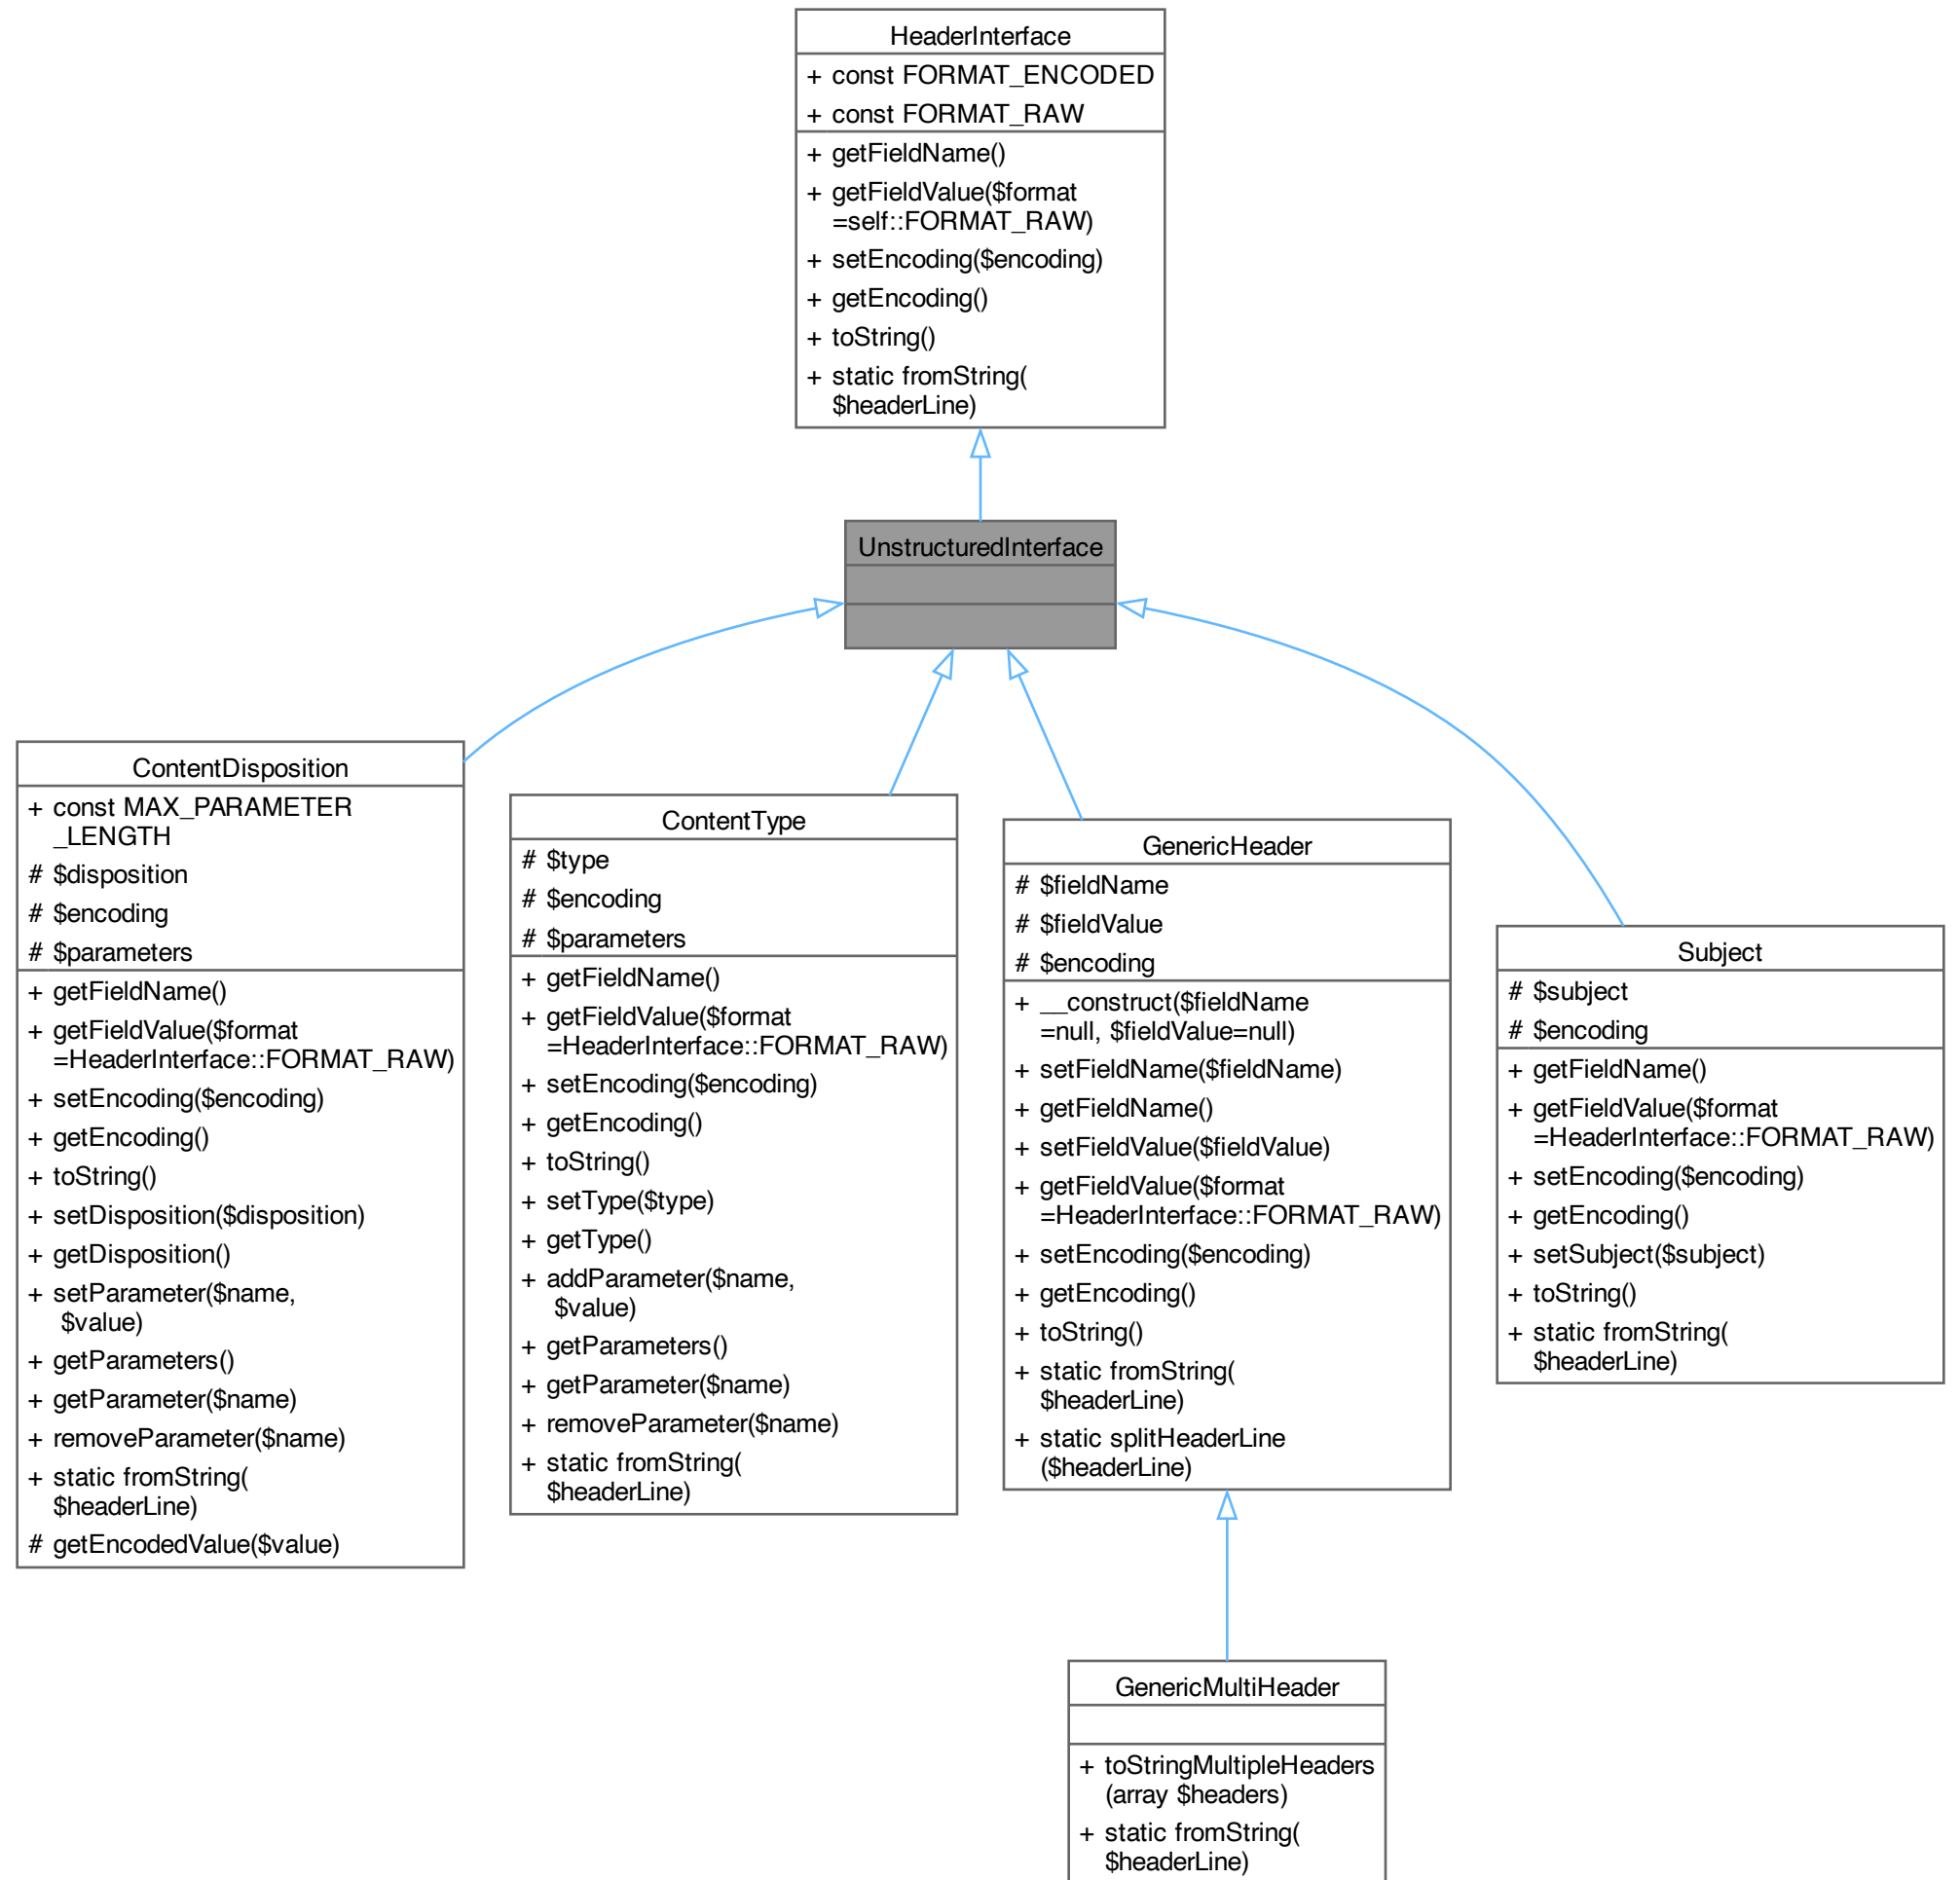 HeaderInterface
+ const FORMAT_ENCODED
+ const FORMAT_RAW
+ getFieldName()
+ getFieldValue($format
=self::FORMAT_RAW)
+ setEncoding($encoding)
+ getEncoding()
+ toString()
+ static fromString(
$headerLine)
UnstructuredInterface
ContentDisposition
+ const MAX_PARAMETER
_LENGTH
# $disposition
# $encoding
# $parameters
+ getFieldName()
+ getFieldValue($format
=HeaderInterface::FORMAT_RAW)
+ setEncoding($encoding)
+ getEncoding()
+ toString()
+ setDisposition($disposition)
+ getDisposition()
+ setParameter($name,
$value)
+ getParameters()
+ getParameter($name)
+ removeParameter($name)
+ static fromString(
$headerLine)
# getEncodedValue($value)
ContentType
# $type
# $encoding
# $parameters
+ getFieldName()
+ getFieldValue($format
=HeaderInterface::FORMAT_RAW)
+ setEncoding($encoding)
+ getEncoding()
+ toString()
+ setType($type)
+ getType()
+ addParameter($name,
$value)
+ getParameters()
+ getParameter($name)
+ removeParameter($name)
+ static fromString(
$headerLine)
GenericHeader
# $fieldName
# $fieldValue
# $encoding
+ __construct($fieldName
=null, $fieldValue=null)
+ setFieldName($fieldName)
+ getFieldName()
+ setFieldValue($fieldValue)
+ getFieldValue($format
=HeaderInterface::FORMAT_RAW)
+ setEncoding($encoding)
+ getEncoding()
+ toString()
+ static fromString(
$headerLine)
+ static splitHeaderLine
($headerLine)
Subject
# $subject
# $encoding
+ getFieldName()
+ getFieldValue($format
=HeaderInterface::FORMAT_RAW)
+ setEncoding($encoding)
+ getEncoding()
+ setSubject($subject)
+ toString()
+ static fromString(
$headerLine)
GenericMultiHeader
+ toStringMultipleHeaders
(array $headers)
+ static fromString(
$headerLine)